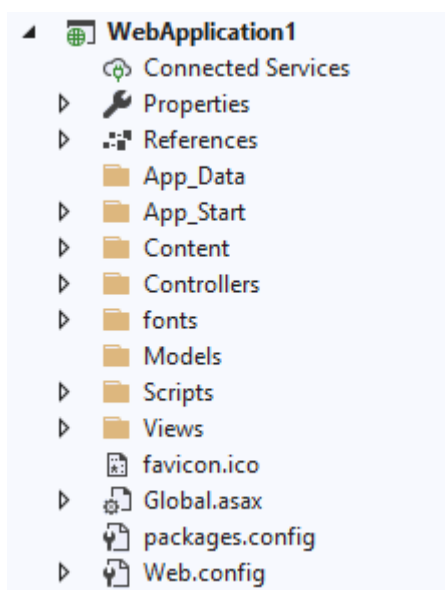 WebApplication1
Connected Services
Properties
References
App_Data
App_Start
Content
Controllers
fonts
Models
Scripts
Views
favicon.ico
Global.asax
packages.config
Web.config